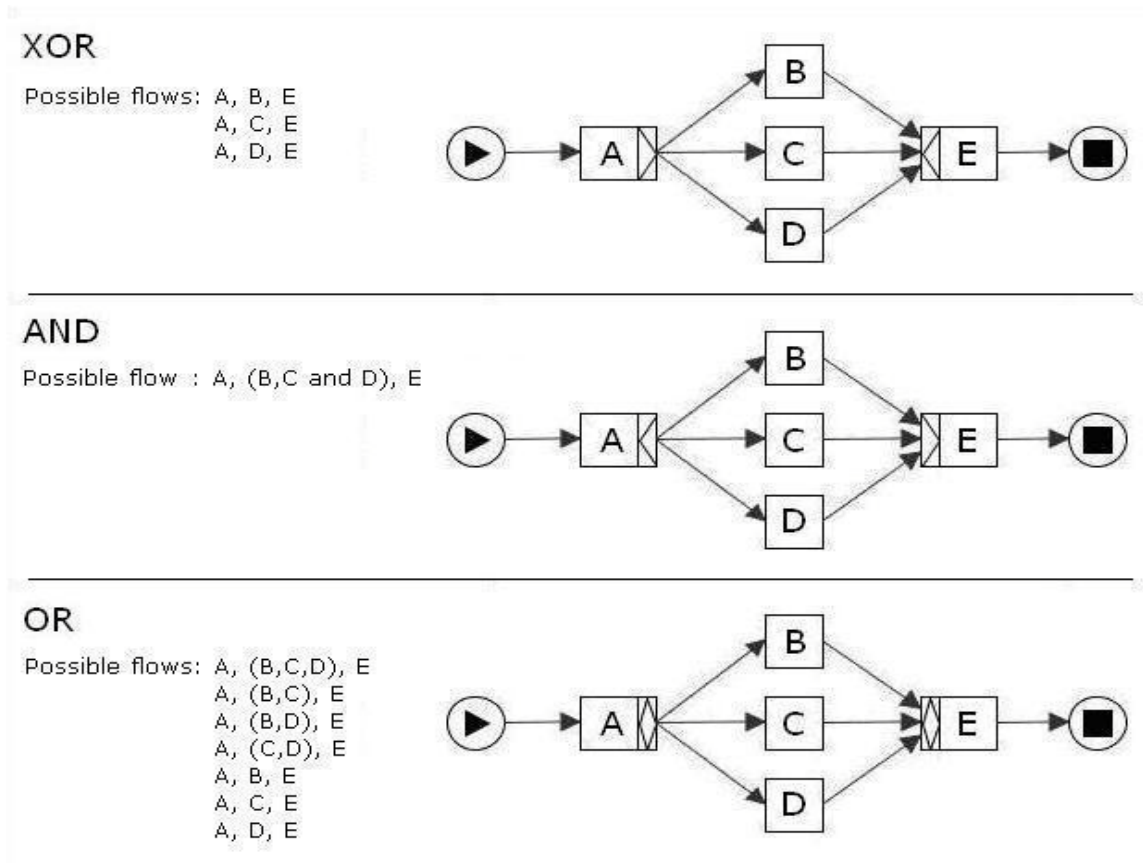 XOR
Possible flows: A, B, E
A, C, E
A, D, E
B
A
C
E
D
AND
Possible flow : A, (B,C and D), E
B
A
C
E
D
OR
Possible flows: A, (B,C,D), E
A, (B,C), E
A, (B,D), E
A, (C,D), E
A, B, E
A, C, E
A, D, E
B
A
C
E
D